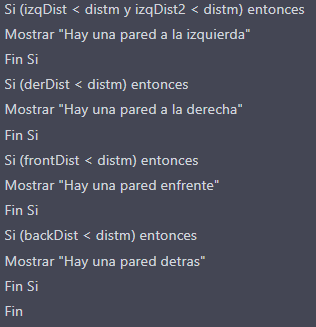 Si (izqDist < distm y izqDist2 < distm) entonces
Mostrar "Hay una pared a la izquierda"
Fin Si
Si (derDist < distm) entonces
Mostrar "Hay una pared a la derecha"
Fin Si
Si (frontDist < distm) entonces
Mostrar "Hay una pared enfrente"
Fin Si
Si (backDist < distm) entonces
Mostrar "Hay una pared detras"
Fin Si
Fin